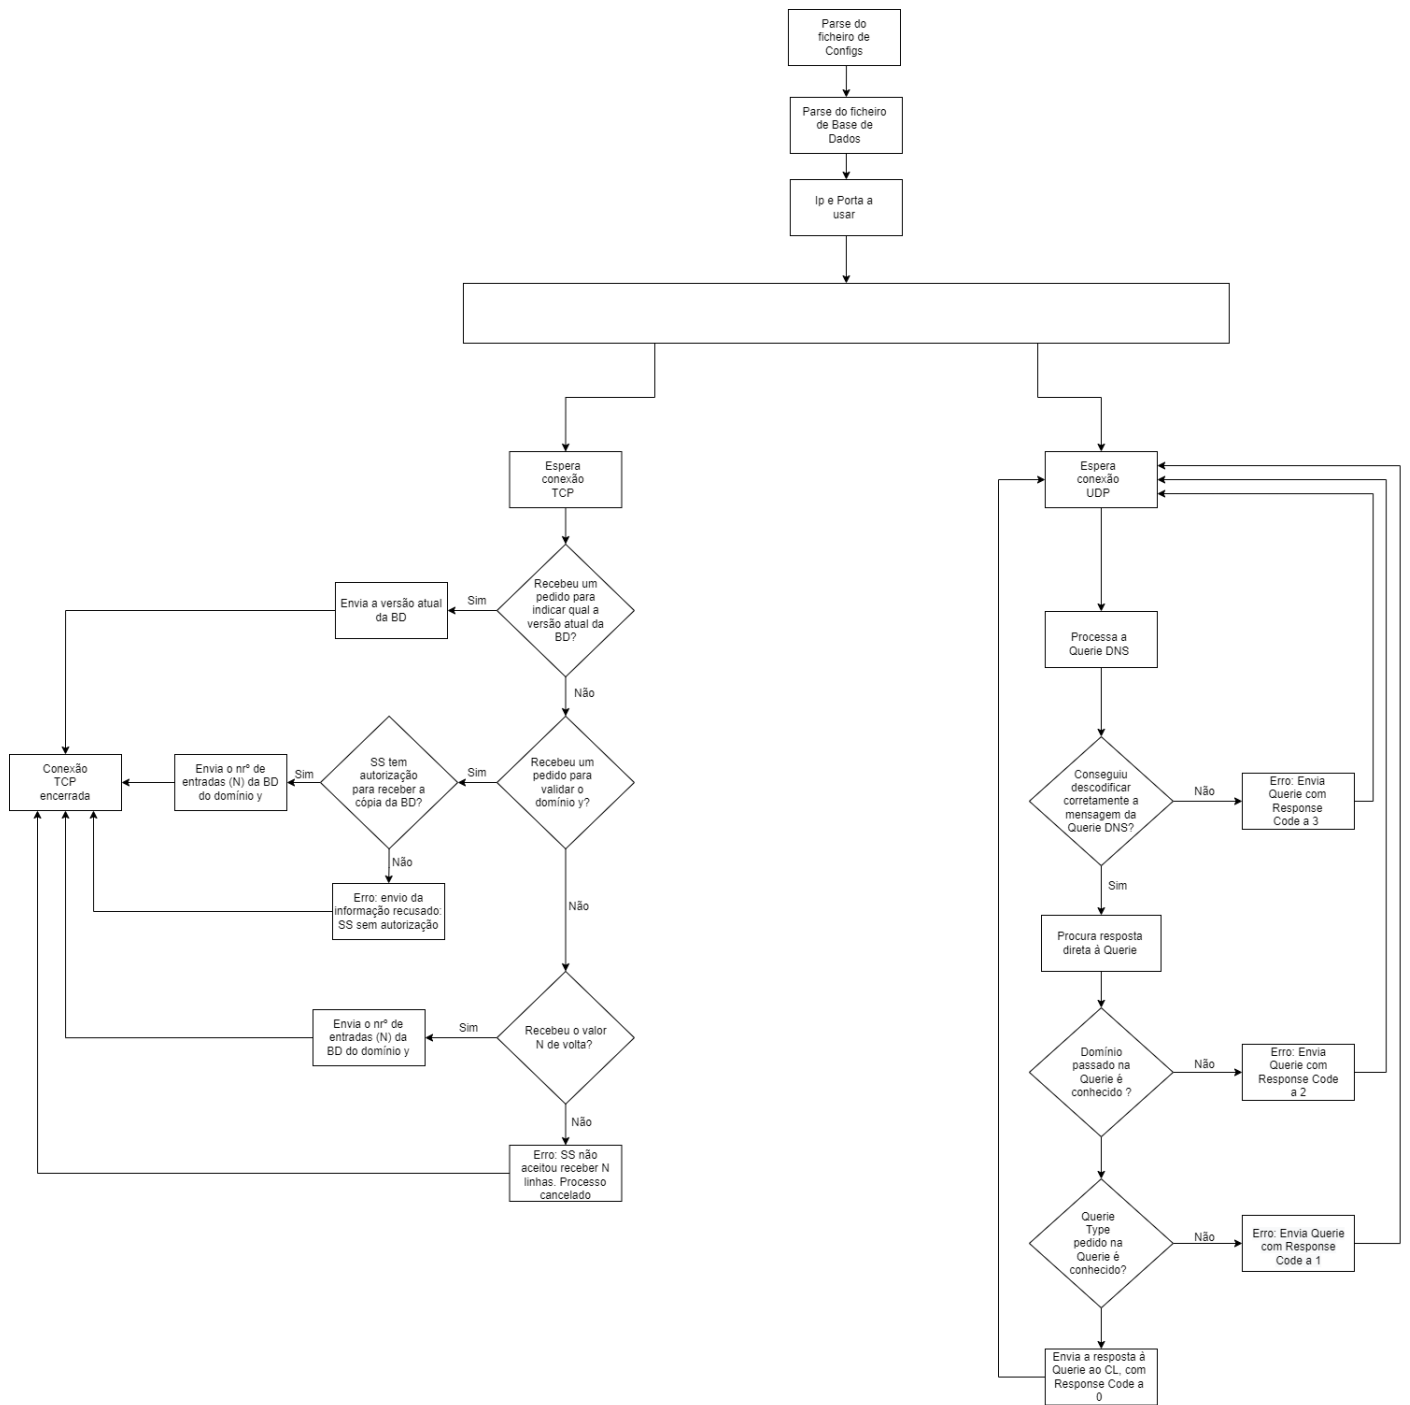 Parse do
ficheiro de
Configs
Parse do ficheiro
de Base de
Dados
Ip e Porta a
usar
Espera
conexão
TCP
Recebeu um
pedido para
indicar qual a
versão atual da
BD?
Sim
Envia a versão atual
da BD
Não
Recebeu um
pedido para
validar o
domínio y?
Sim
SS tem
autorização
para receber a
cópia da BD?
Sim
Envia o nrº de
entradas (N) da BD
do domínio y
Conexão
TCP
encerrada
Não
Erro: envio da
informação recusado:
SS sem autorização
Não
Recebeu o valor
N de volta?
Sim
Envia o nrº de
entradas (N) da
BD do domínio y
Não
Erro: SS não
aceitou receber N
linhas. Processo
cancelado
Espera
conexão
UDP
Processa a
Querie DNS
Conseguiu
descodificar
corretamente a
mensagem da
Querie DNS?
Não
Erro: Envia
Querie com
Response
Code a 3
Sim
Procura resposta
direta á Querie
Domínio
passado na
Querie é
conhecido ?
Não
Erro: Envia
Querie com
Response Code
a 2
Querie
Type
pedido na
Querie é
conhecido?
Não
Erro: Envia Querie
com Response
Code a 1
Envia a resposta à
Querie ao CL, com
Response Code a
0